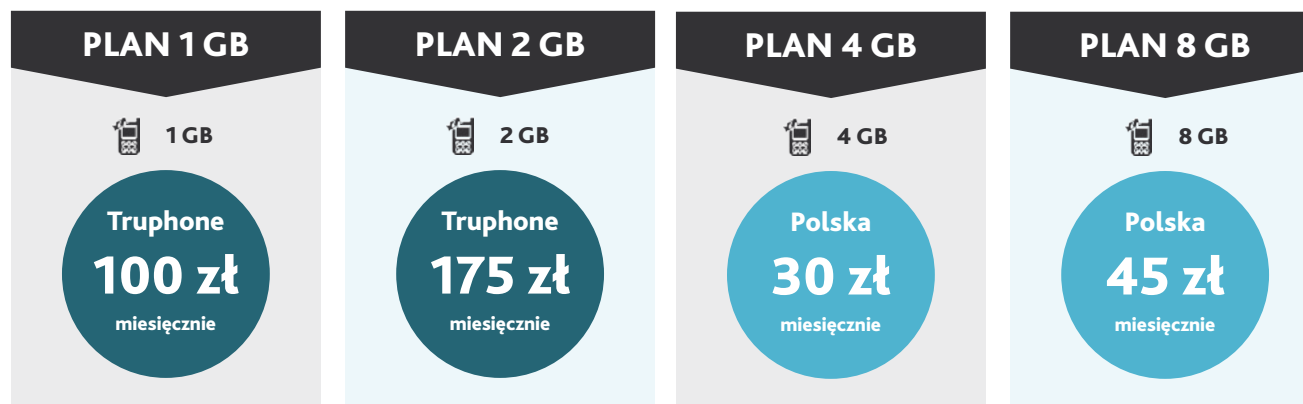 PLAN 1 GB
1 GB
Truphone
100 zł
miesięcznie
PLAN 2 GB
2 GB
Truphone
175 zł
miesięcznie
PLAN 4 GB
4 GB
Polska
30 zł
miesięcznie
PLAN 8 GB
8 GB
Polska
45 zł
miesięcznie